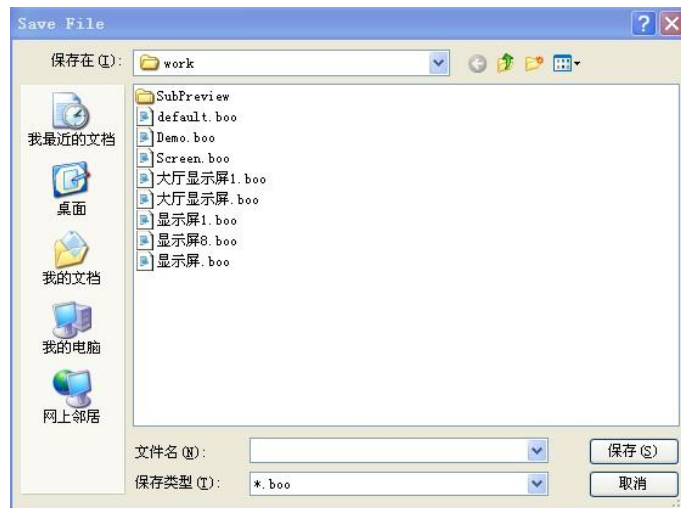 Save File
保存在(I):
work
我最近的文档
桌面
我的文档
我的电脑
网上邻居
SubPreview
default.boo
Demo.boo
Screen.boo
大厅显示屏1.boo
大厅显示屏.boo
显示屏1.boo
显示屏8.boo
显示屏.boo
文件名(N):
保存(S)
保存类型(T):
*.boo
取消